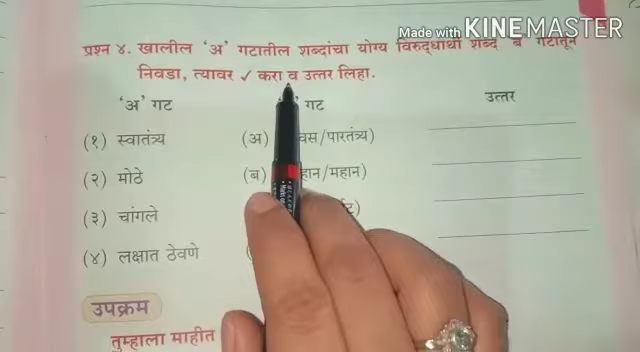 Made with KINEMASTER
प्रश्न ४. खालील 'अ' गटातील शब्दांचा योग्य विरुद्धार्थी शब्द 'ब' गटातून
निवडा, त्यावर ✓ करा व उत्तर लिहा.
'अ' गट गट उत्तर
(१) स्वातंत्र्य (अ) /पारतंत्र्य)
(२) मोठे (ब) /महान)
(३) चांगले
(४) लक्षात ठेवणे
उपक्रम
तुम्हाला माहीत